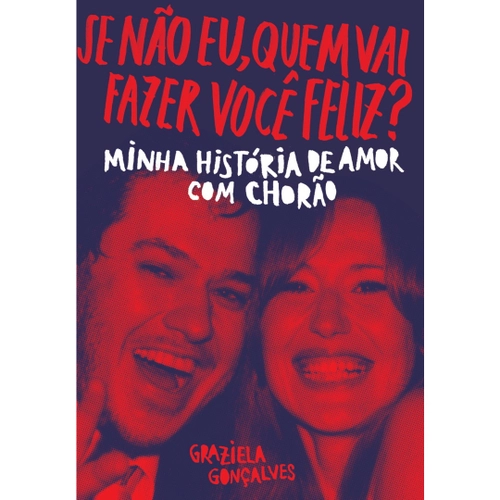 SE NÃO EU, QUEM VAI
FAZER VOCÊ FELIZ?
MINHA HISTÓRIA DE AMOR
COM CHORÃO
GRAZIELA
GONÇALVES